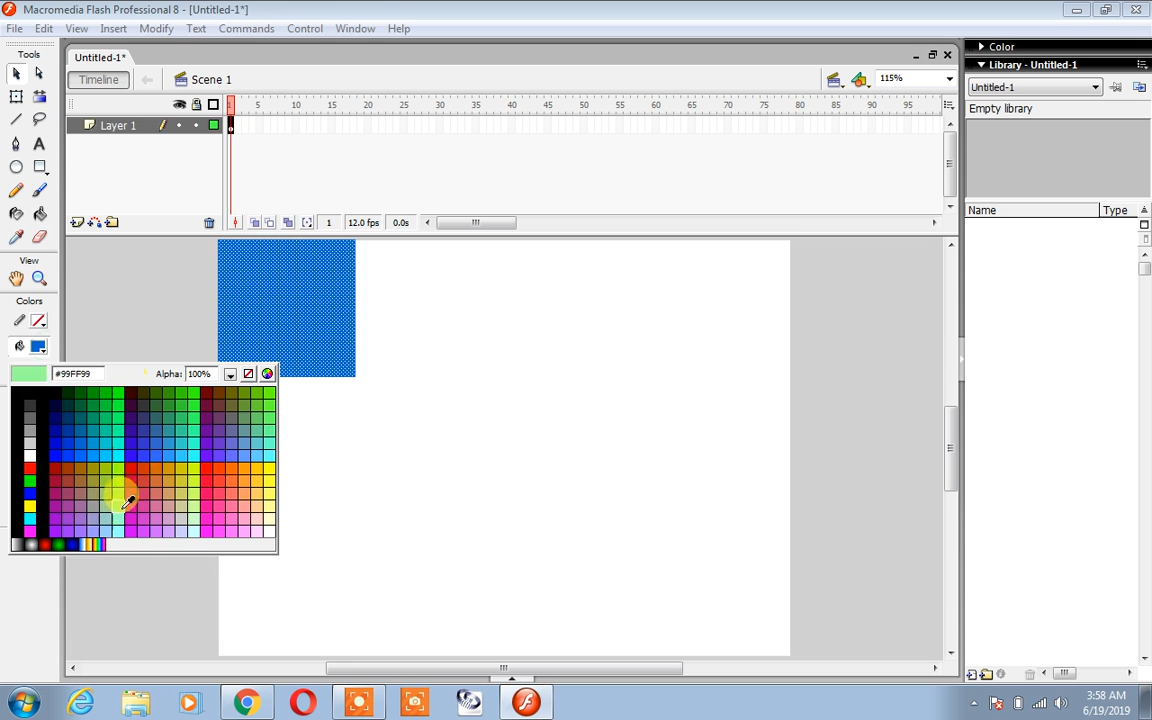 Macromedia Flash Professional 8 - [Untitled-1*]
File Edit View Insert Modify Text Commands Control Window Help
Tools
Untitled-1*
Timeline
Scene 1
115%
1 5 10 15 20 25 30 35 40 45 50 55 60 65 70 75 80 85 90 95
Layer 1
1 12.0 fps 0.0s
View
Colors
#99FF99 Alpha: 100%
Color
Library - Untitled-1
Untitled-1
Empty library
Name Type
3:58 AM
6/19/2019